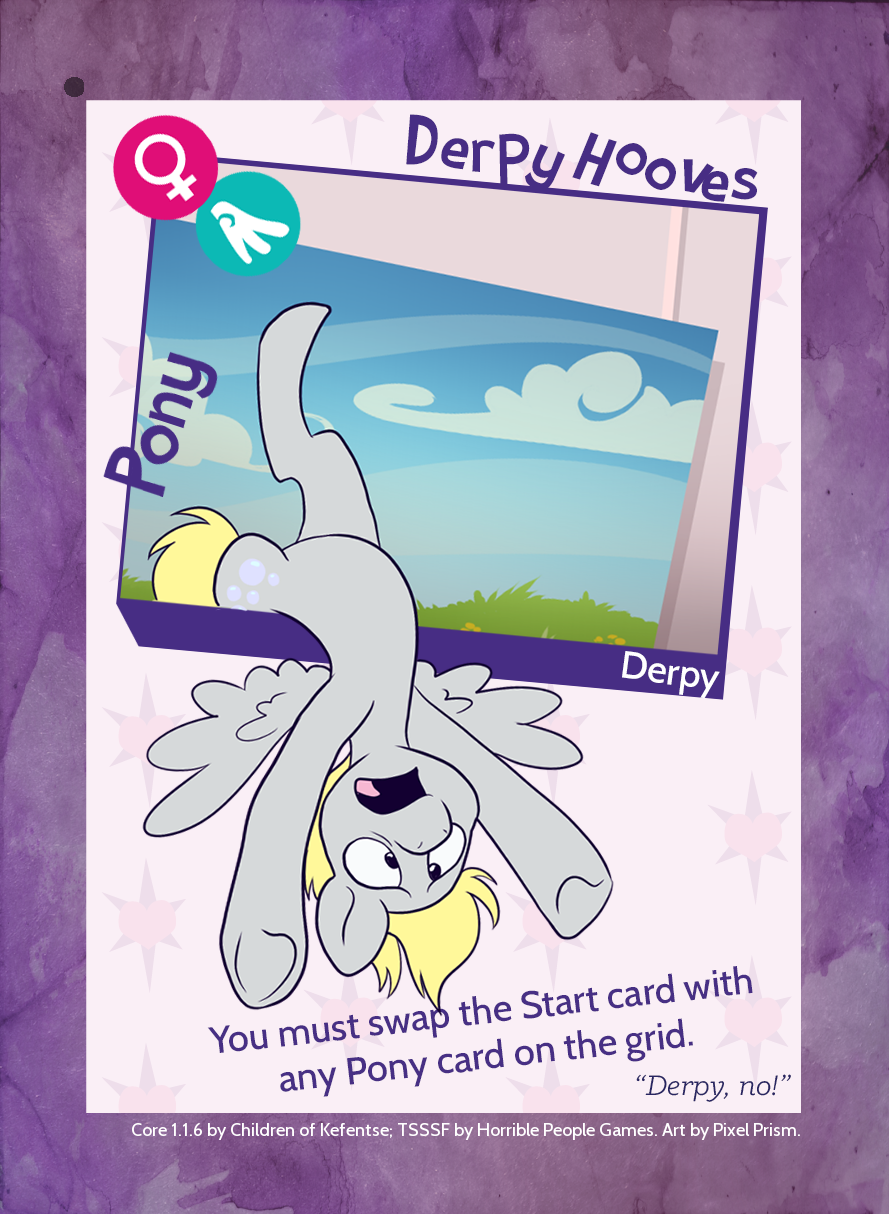 Derpy Hooves
Pony
Derpy
You must swap the Start card with
any Pony card on the grid.
“Derpy, no!”
Core 1.1.6 by Children of Kefentse; TSSSF by Horrible People Games. Art by Pixel Prism.